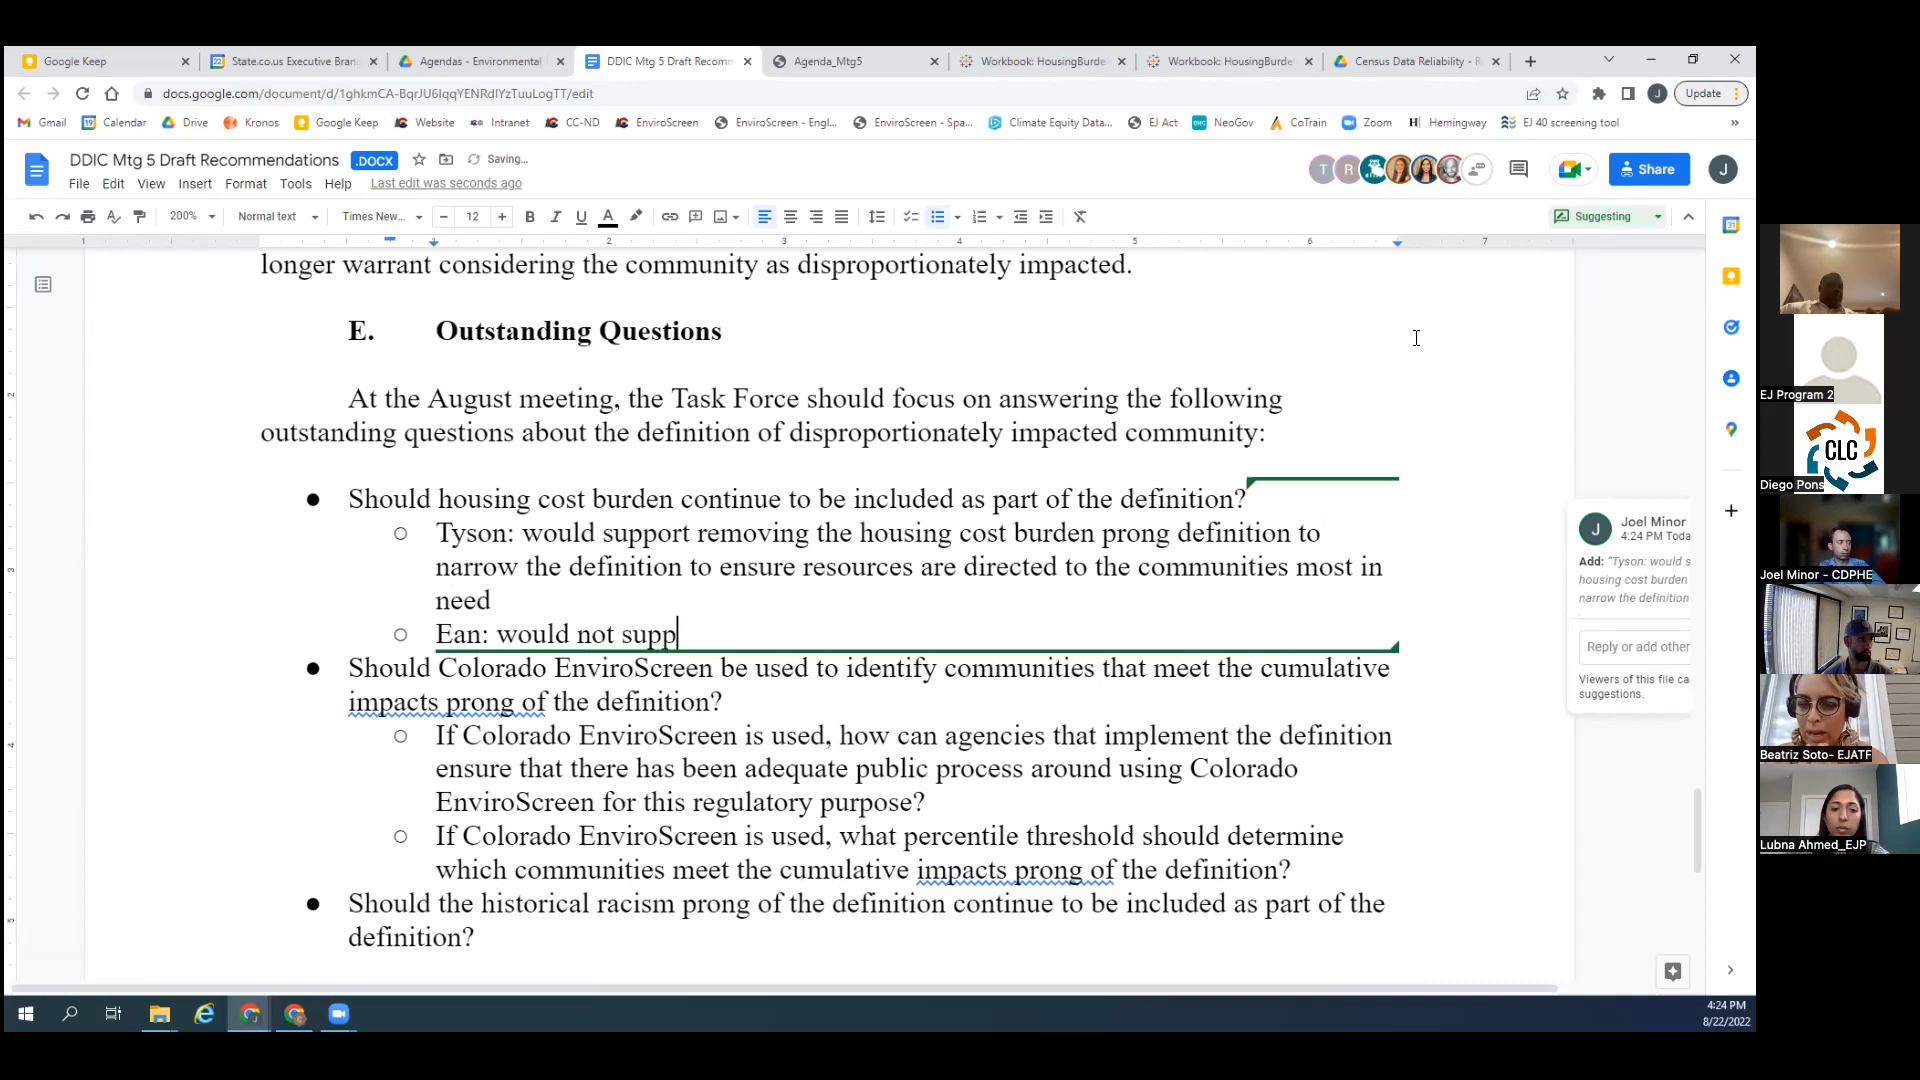 Google Keep
State.co.us Executive Bran
Agendas - Environmental
DDIC Mtg 5 Draft Recomm
Agenda_Mtg5
Workbook: HousingBurde
Workbook: HousingBurde
Census Data Reliability - R
docs.google.com/document/d/1ghkmCA-BqrJU6IqqYENRdIYzTuuLogTT/edit
J
Update
Gmail
Calendar
Drive
Kronos
Google Keep
Website
Intranet
CC-ND
EnviroScreen
EnviroScreen - Engl...
EnviroScreen - Spa...
Climate Equity Data...
EJ Act
NeoGov
CoTrain
Zoom
Hemingway
EJ 40 screening tool
DDIC Mtg 5 Draft Recommendations
.DOCX
Saving...
T
R
Share
J
File Edit View Insert Format Tools Help
Last edit was seconds ago
200%
Normal text
Times New...
12
Suggesting
1 2 3 4 5 6 7
longer warrant considering the community as disproportionately impacted.
E. Outstanding Questions
At the August meeting, the Task Force should focus on answering the following
outstanding questions about the definition of disproportionately impacted community:
● Should housing cost burden continue to be included as part of the definition?
○ Tyson: would support removing the housing cost burden prong definition to
narrow the definition to ensure resources are directed to the communities most in
need
○ Ean: would not supp
● Should Colorado EnviroScreen be used to identify communities that meet the cumulative
impacts prong of the definition?
○ If Colorado EnviroScreen is used, how can agencies that implement the definition
ensure that there has been adequate public process around using Colorado
EnviroScreen for this regulatory purpose?
○ If Colorado EnviroScreen is used, what percentile threshold should determine
which communities meet the cumulative impacts prong of the definition?
● Should the historical racism prong of the definition continue to be included as part of the
definition?
J
Joel Minor
4:24 PM Toda
Add: "Tyson: would s
housing cost burden
narrow the definition
Reply or add other
Viewers of this file ca
suggestions.
EJ Program 2
CLC
Diego Pons
Joel Minor - CDPHE
Beatriz Soto- EJATF
Lubna Ahmed_EJP
4:24 PM
8/22/2022